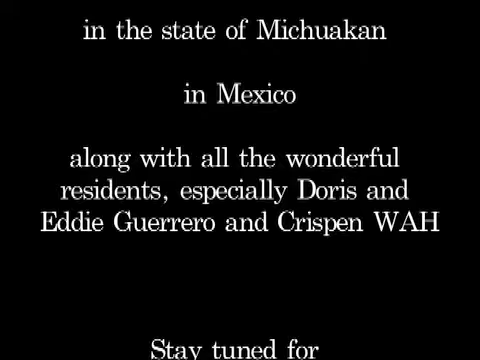 in the state of Michuakan
in Mexico
along with all the wonderful
residents, especially Doris and
Eddie Guerrero and Crispen WAH
Stay tuned for